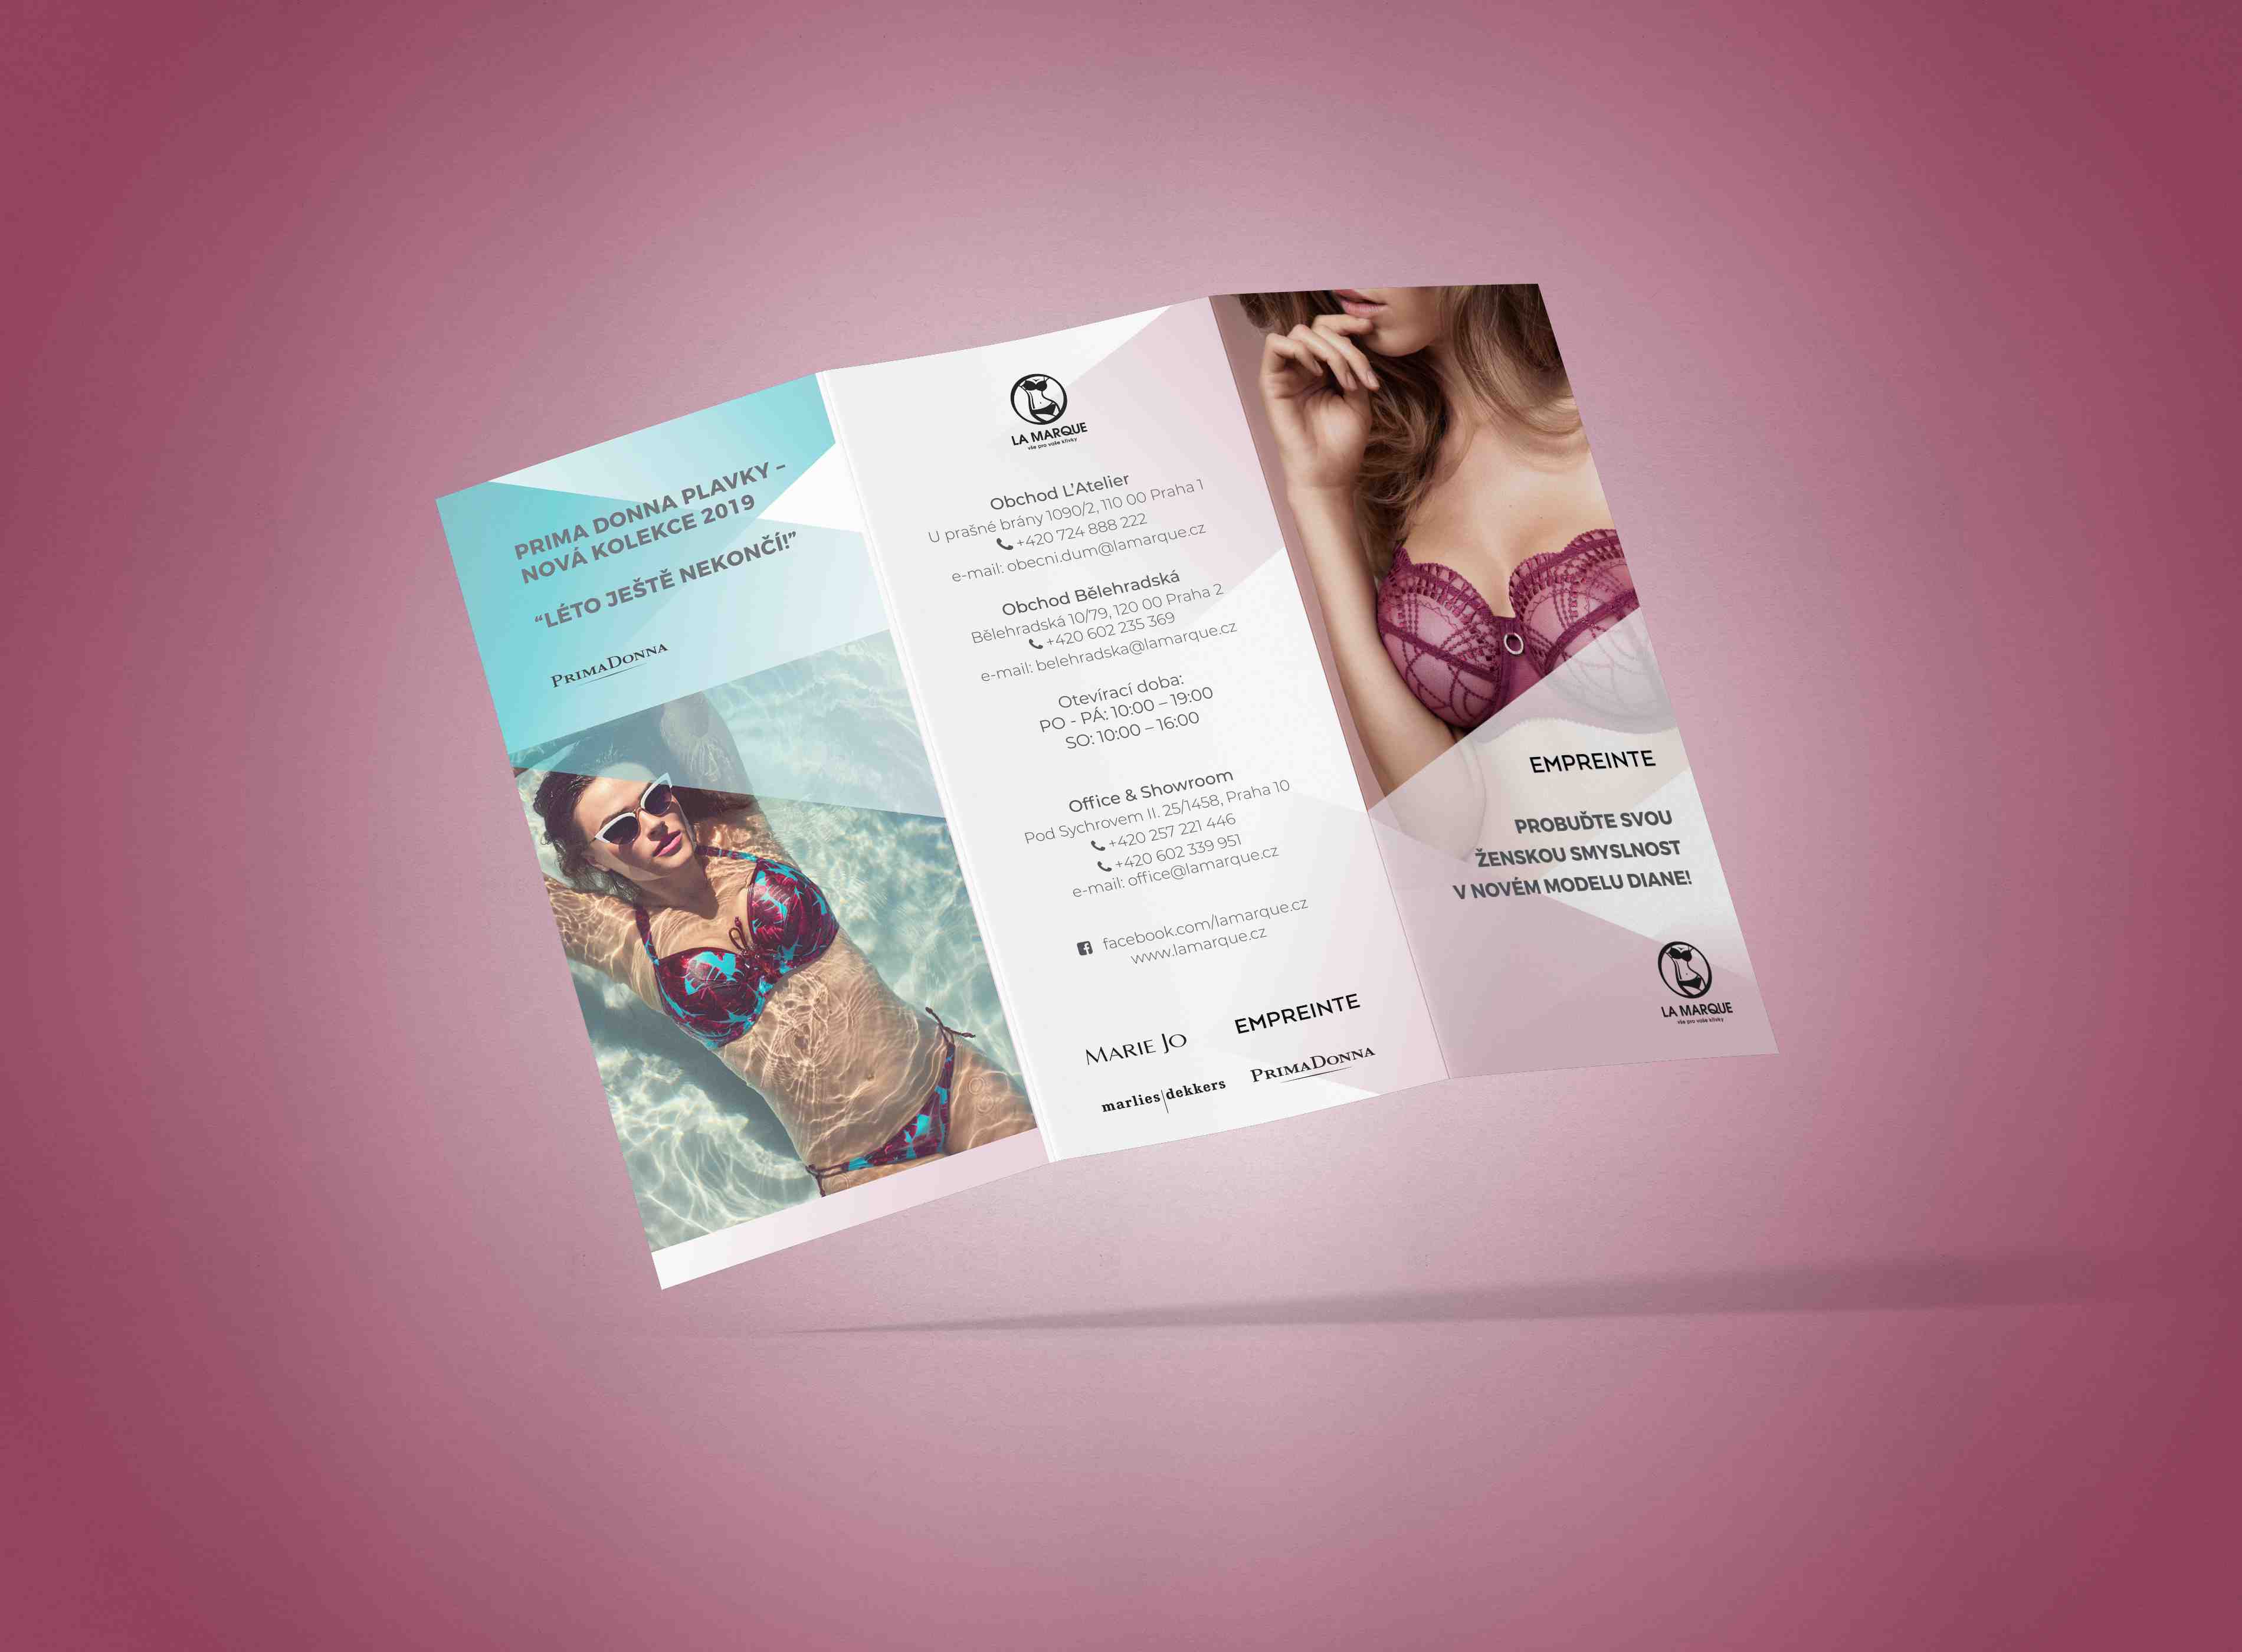 PRIMA DONNA PLAVKY –
NOVÁ KOLEKCE 2019
“LÉTO JEŠTĚ NEKONČÍ!”
PRIMADONNA
LA MARQUE
vše pro vaše křivky
Obchod L’Atelier
U prašné brány 1090/2, 110 00 Praha 1
+420 724 888 222
e-mail: obecni.dum@lamarque.cz
Obchod Bělehradská
Bělehradská 10/79, 120 00 Praha 2
+420 602 235 369
e-mail: belehradska@lamarque.cz
Otevírací doba:
PO - PÁ: 10:00 – 19:00
SO: 10:00 – 16:00
Office & Showroom
Pod Sychrovem II. 25/1458, Praha 10
+420 257 221 446
+420 602 339 951
e-mail: office@lamarque.cz
facebook.com/lamarque.cz
www.lamarque.cz
MARIE JO
EMPREINTE
marlies|dekkers
PRIMADONNA
EMPREINTE
PROBUĎTE SVOU
ŽENSKOU SMYSLNOST
V NOVÉM MODELU DIANE!
LA MARQUE
vše pro vaše křivky